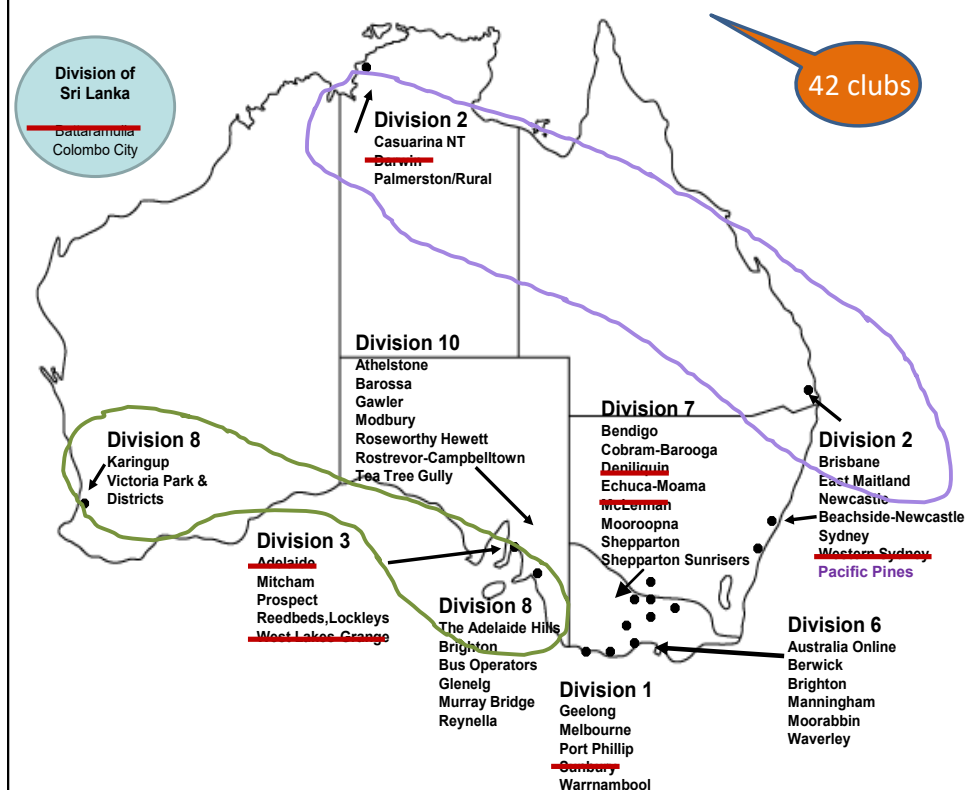 Division of
Sri Lanka
Battaramulla
Colombo City
42 clubs
Division 2
Casuarina NT
Darwin
Palmerston/Rural
Division 10
Athelstone
Barossa
Gawler
Modbury
Roseworthy Hewett
Rostrevor-Campbelltown
Tea Tree Gully
Division 7
Bendigo
Cobram-Barooga
Deniliquin
Echuca-Moama
McLennan
Mooroopna
Shepparton
Shepparton Sunrisers
Division 8
Karingup
Victoria Park &
Districts
Division 2
Brisbane
East Maitland
Newcastle
Beachside-Newcastle
Sydney
Western Sydney
Pacific Pines
Division 3
Adelaide
Mitcham
Prospect
Reedbeds,Lockleys
West Lakes-Grange
Division 8
The Adelaide Hills
Brighton
Bus Operators
Glenelg
Murray Bridge
Reynella
Division 6
Australia Online
Berwick
Brighton
Manningham
Moorabbin
Waverley
Division 1
Geelong
Melbourne
Port Phillip
Sunbury
Warrnambool